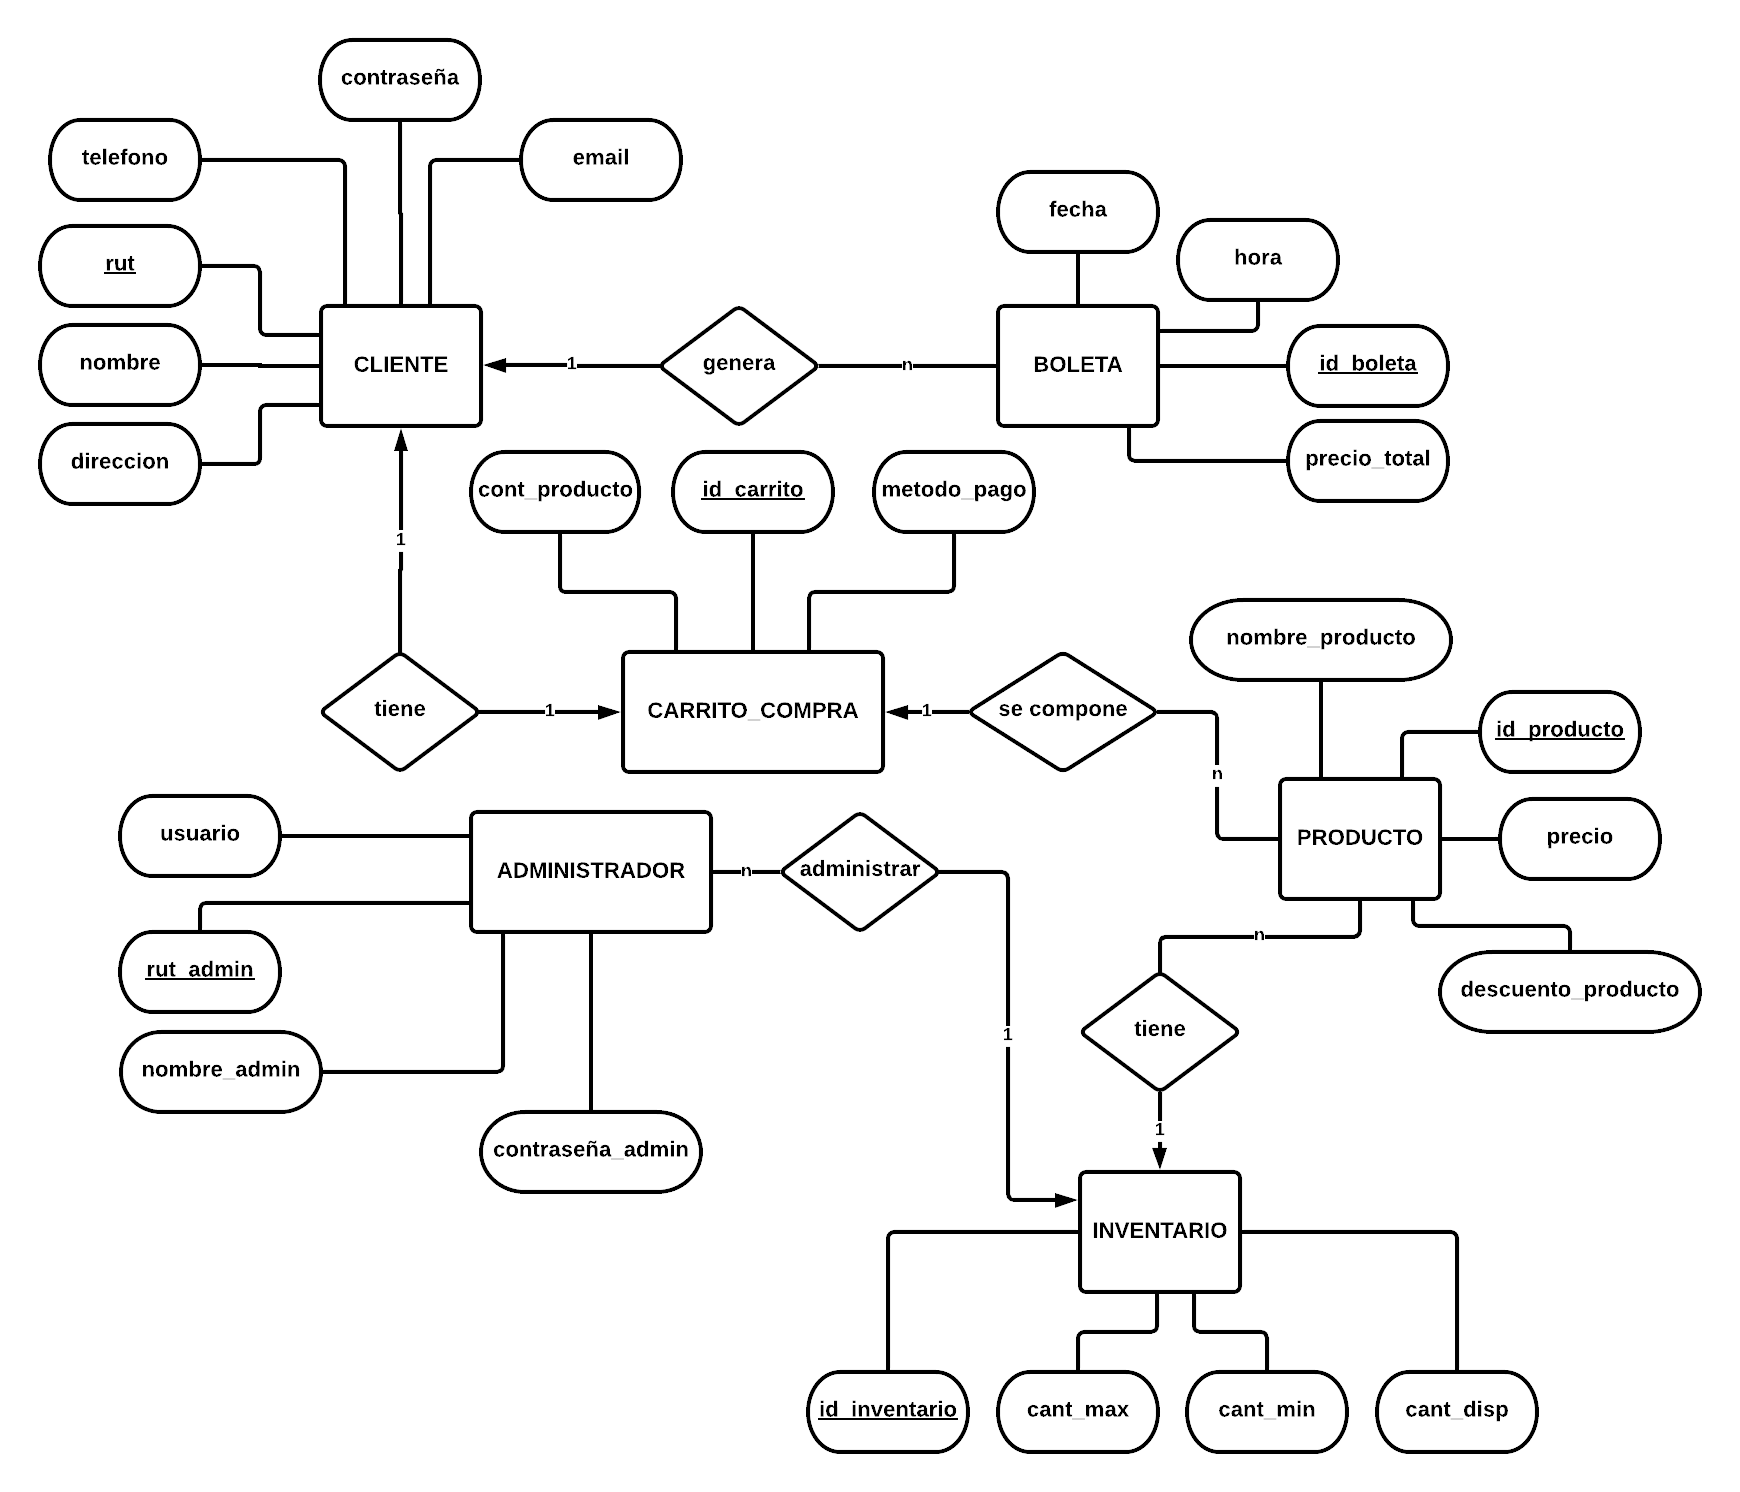 contraseña
telefono
email
fecha
rut
hora
nombre
CLIENTE
1
genera
n
BOLETA
id_boleta
direccion
precio_total
cont_producto
id_carrito
metodo_pago
1
nombre_producto
tiene
1
CARRITO_COMPRA
1
se compone
id_producto
n
usuario
PRODUCTO
precio
ADMINISTRADOR
n
administrar
n
rut_admin
descuento_producto
1
tiene
nombre_admin
1
contraseña_admin
INVENTARIO
id_inventario
cant_max
cant_min
cant_disp